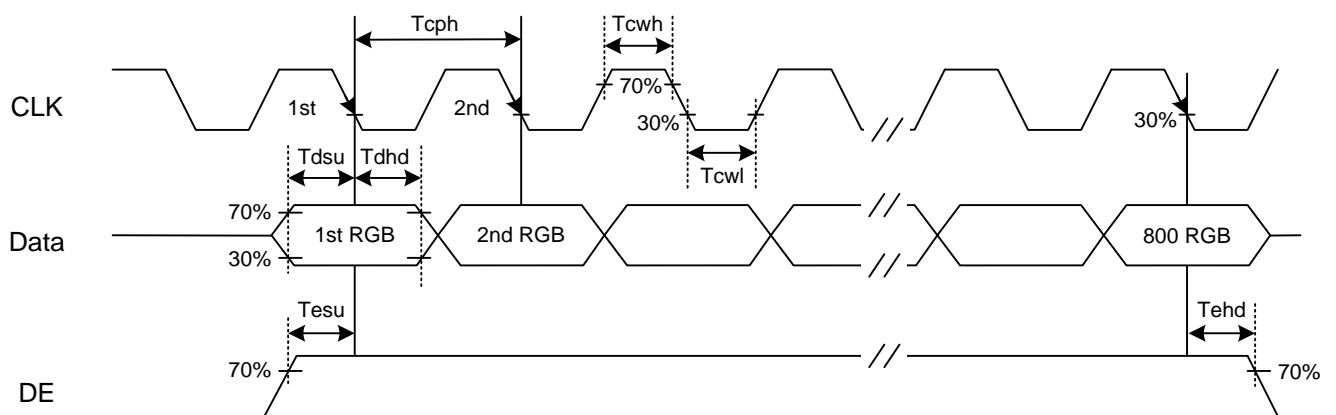 Tcph
Tcwh
CLK
1st
2nd
70%
30%
30%
Tcwl
Tdsu
Tdhd
70%
Data
1st RGB
2nd RGB
800 RGB
30%
Tesu
Tehd
70%
70%
DE